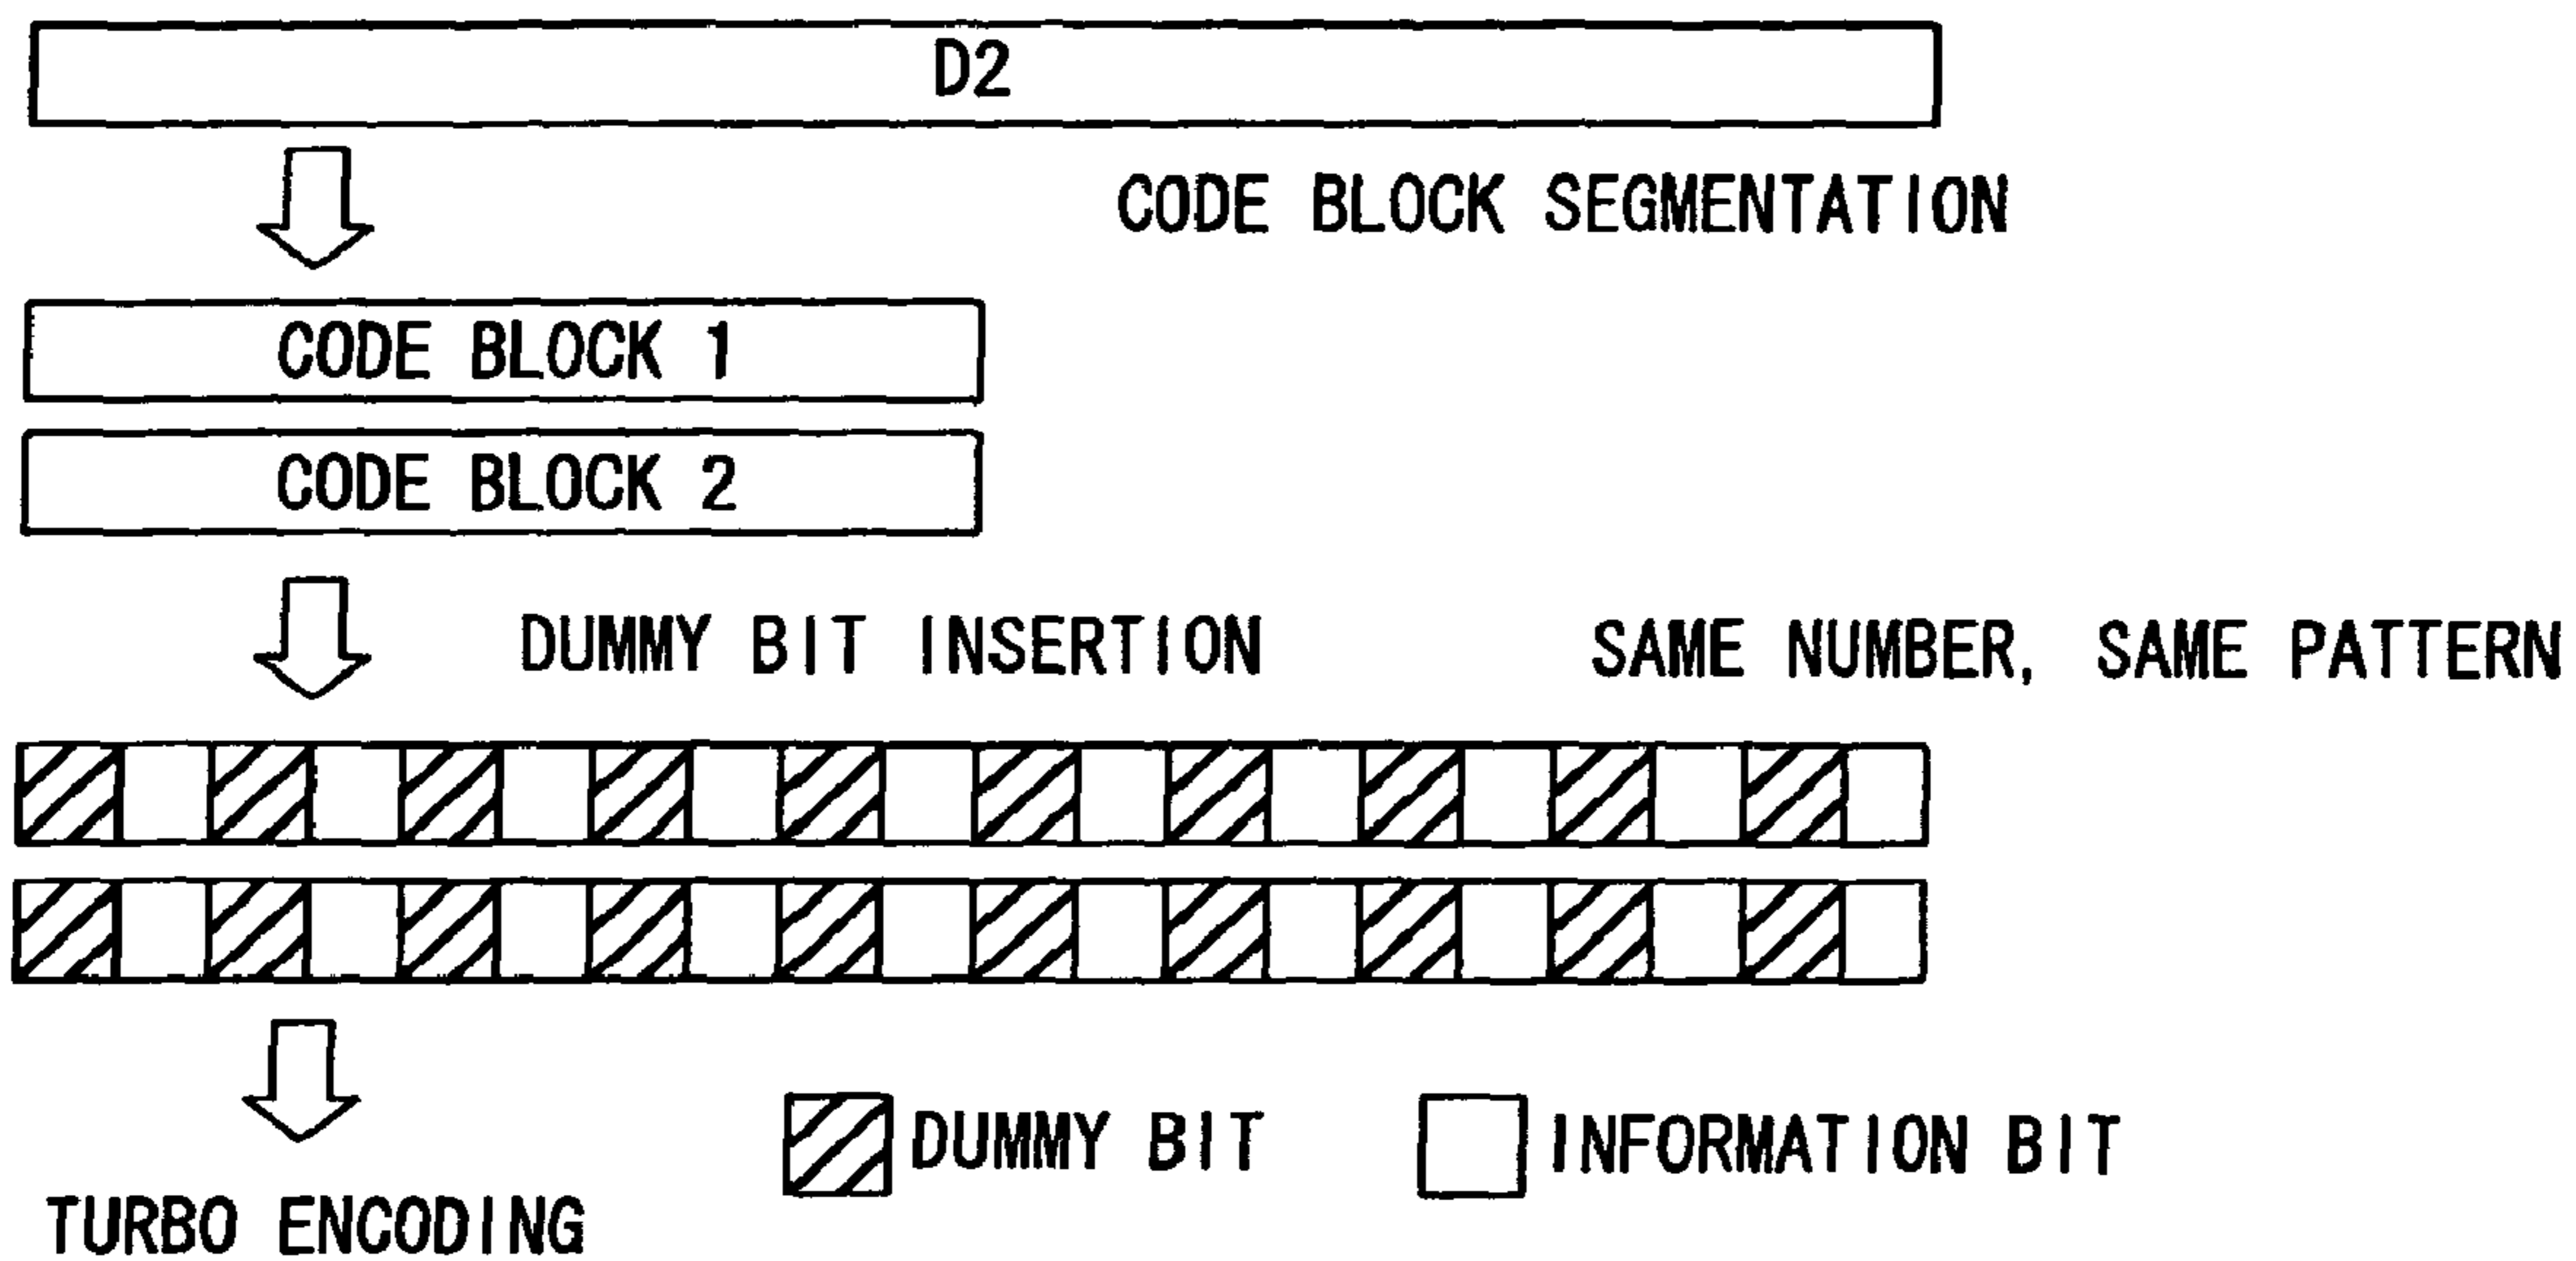 D2
CODE BLOCK SEGMENTATION
CODE BLOCK 1
CODE BLOCK 2
DUMMY BIT INSERTION
SAME NUMBER, SAME PATTERN
DUMMY BIT
INFORMATION BIT
TURBO ENCODING